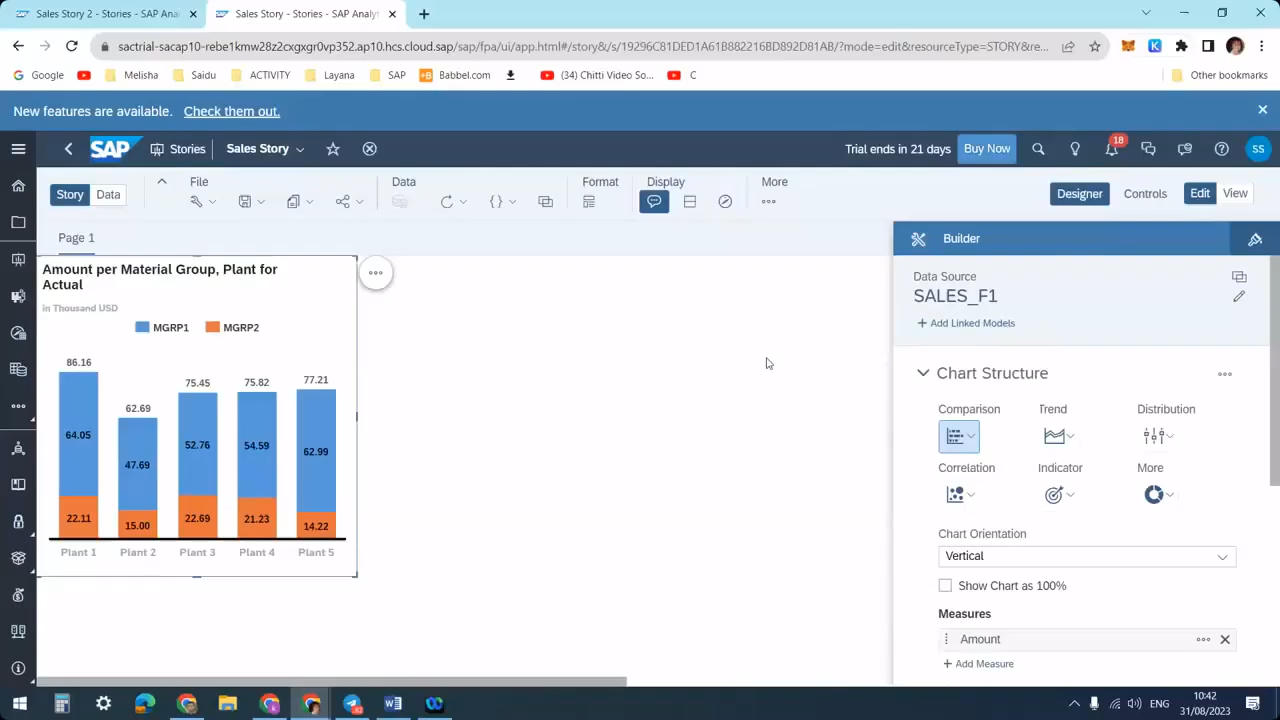 Sales Story 2 - Stories - SAP Anal
Sales Story - Stories - SAP Analyt
sactrial-sacap10-rebe1kmw28z2cxgxgr0vp352.ap10.hcs.cloud.sap/sap/fpa/ui/app.html#/story&/s/19296C81DED1A61B882216BD892D81AB/?mode=edit&resourceType=STORY&re...
Google
Melisha
Saidu
ACTIVITY
Layana
SAP
Babbel.com
(34) Chitti Video So...
C
Other bookmarks
New features are available. Check them out.
SAP
Stories
Sales Story
Trial ends in 21 days
Buy Now
18
SS
Story
Data
File
Data
Format
Display
More
Designer
Controls
Edit
View
Page 1
Builder
Amount per Material Group, Plant for
Actual
in Thousand USD
MGRP1
MGRP2
86.16
62.69
75.45
75.82
77.21
64.05
47.69
52.76
54.59
62.99
22.11
15.00
22.69
21.23
14.22
Plant 1
Plant 2
Plant 3
Plant 4
Plant 5
Data Source
SALES_F1
+ Add Linked Models
Chart Structure
Comparison
Trend
Distribution
Correlation
Indicator
More
Chart Orientation
Vertical
Show Chart as 100%
Measures
Amount
+ Add Measure
ENG
10:42
31/08/2023